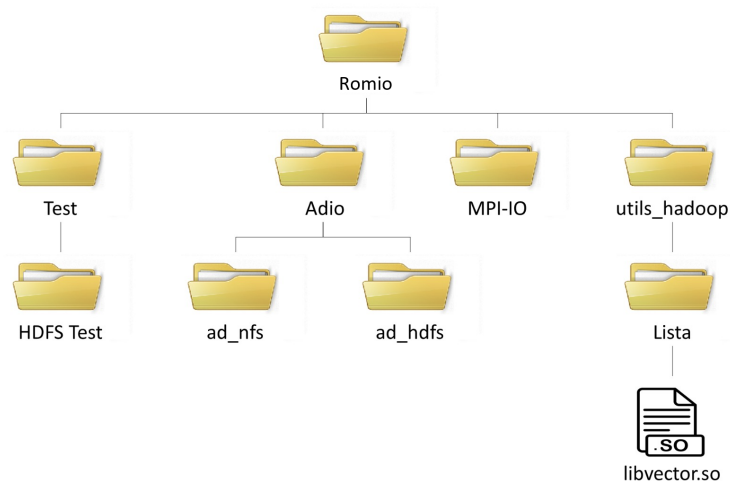 Romio
Test
Adio
MPI-IO
utils_hadoop
HDFS Test
ad_nfs
ad_hdfs
Lista
.SO
libvector.so